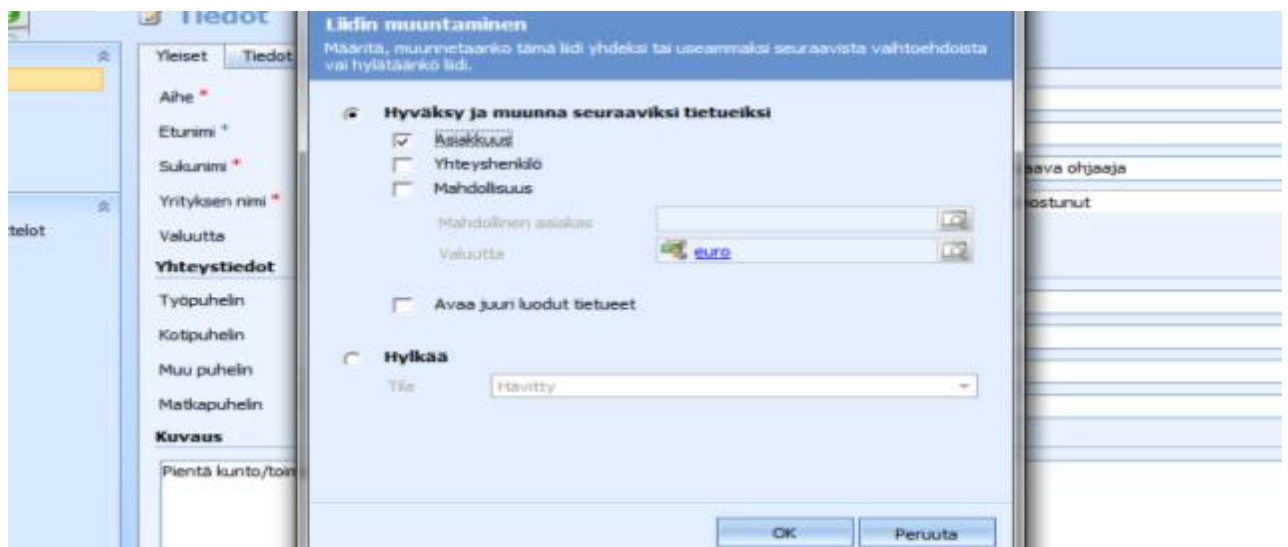 Tiedot
Liidin muuntaminen
Määritä, muunnetaanko tämä liidi yhdeksi tai useammaksi seuraavista vaihtoehdoista
vai hylätäänkö liidi.
Yleiset
Tiedot
Aihe *
Etunimi +
Sukunimi *
Yrityksen nimi *
Valuutta
Yhteystiedot
Työpuhelin
Kotipuhelin
Muu puhelin
Matkapuhelin
Kuvaus
Pientä kunto/toim
telot
Hyväksy ja muunna seuraaviksi tietueiksi
Asiakkuus
Yhteyshenkilö
Mahdollisuus
Mahdollinen asiakas
Valuutta
euro
Avaa juuri luodut tietueet
Hylkää
Tila
Hävitty
OK
Peruuta
aava ohjaaja
ostunut